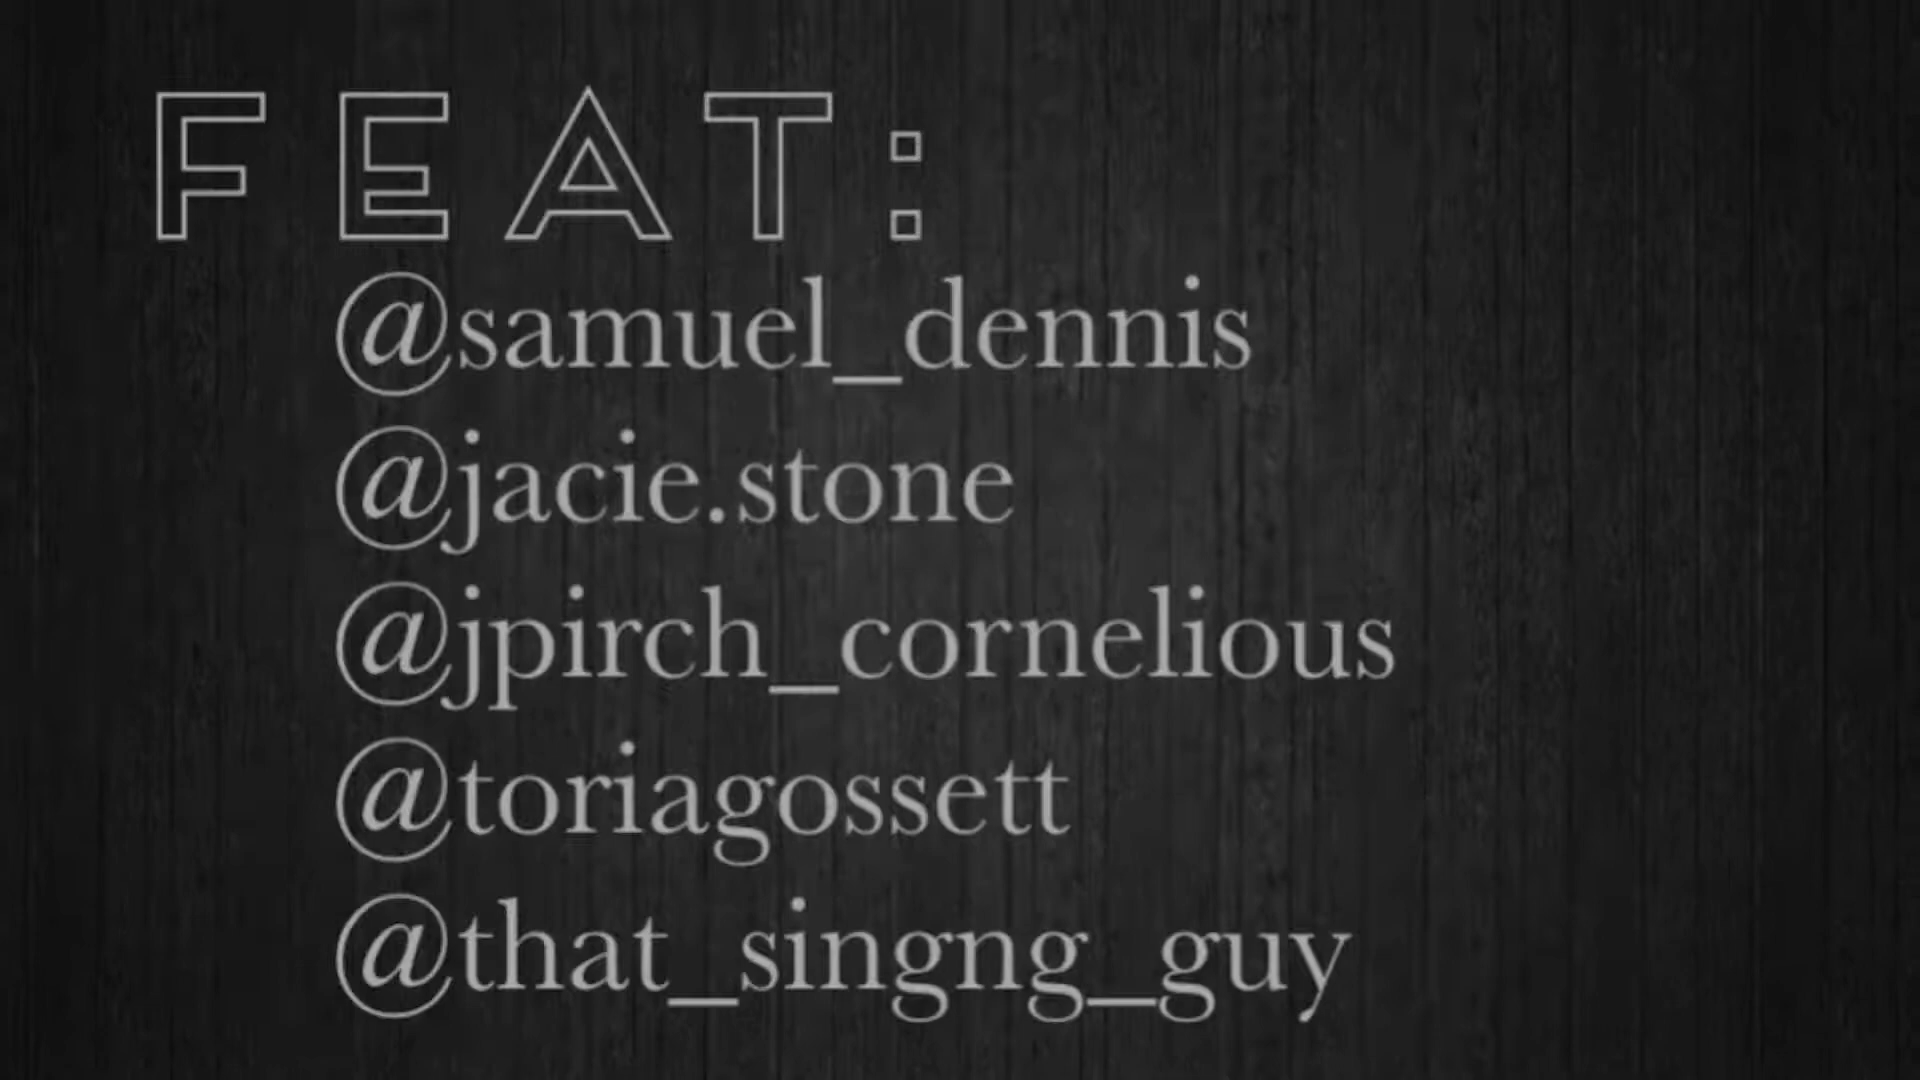 FEAT:
@samuel_dennis
@jacie.stone
@jpirch_cornelious
@toriagossett
@that_singng_guy